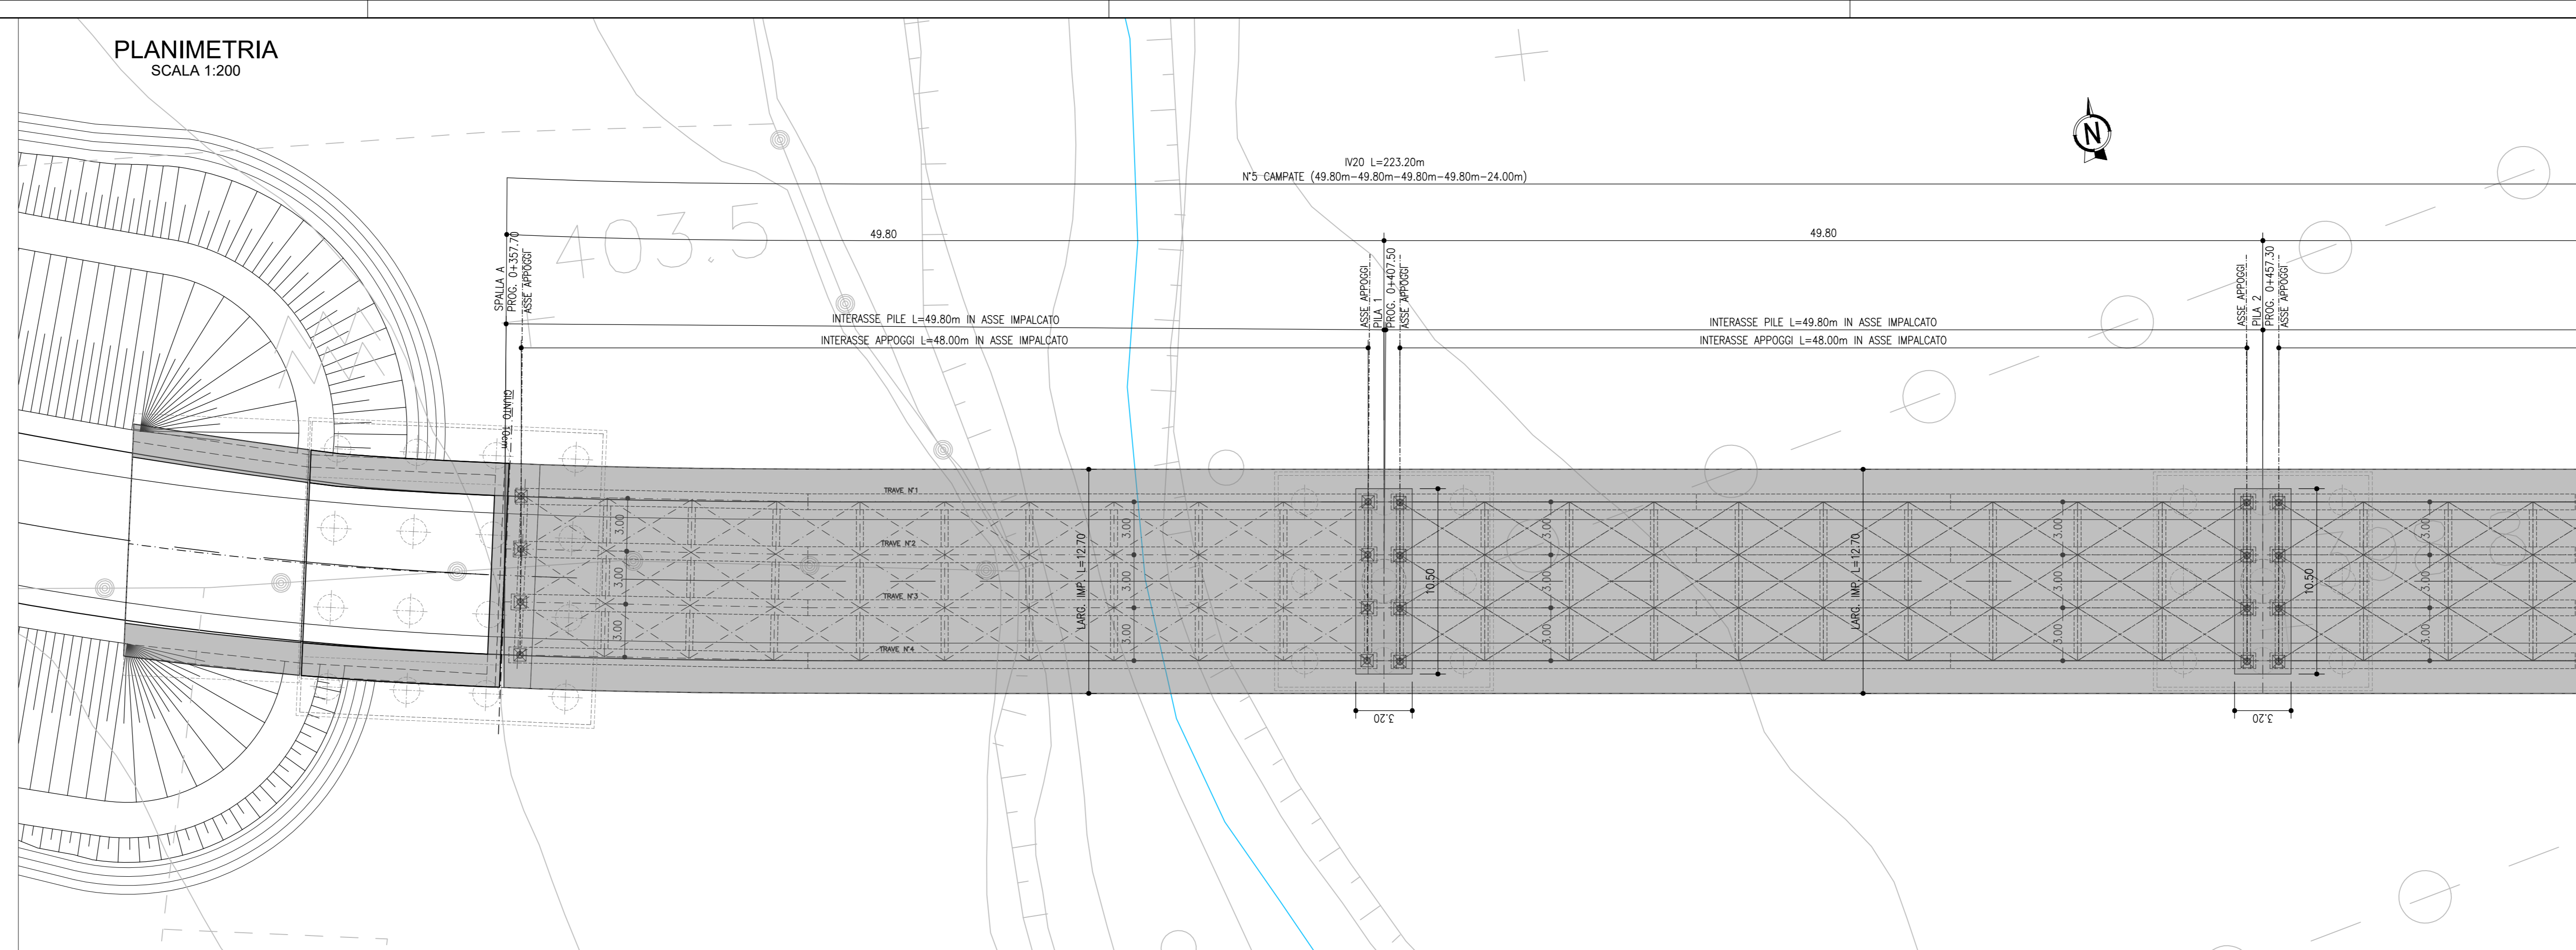 PLANIMETRIA
SCALA 1:200
N
IV20 L=223.20m
N°5 CAMPATE (49.80m-49.80m-49.80m-49.80m-24.00m)
403.5
49.80
49.80
SPALLA A
PROG. 0+357.70
ASSE APPOGGI
ASSE APPOGGI
PILA 1
PROG. 0+407.50
ASSE APPOGGI
ASSE APPOGGI
PILA 2
PROG. 0+457.30
ASSE APPOGGI
INTERASSE PILE L=49.80m IN ASSE IMPALCATO
INTERASSE PILE L=49.80m IN ASSE IMPALCATO
INTERASSE APPOGGI L=48.00m IN ASSE IMPALCATO
INTERASSE APPOGGI L=48.00m IN ASSE IMPALCATO
GIUNTO
10cm
TRAVE N°1
TRAVE N°2
TRAVE N°3
TRAVE N°4
3.00
3.00
3.00
3.00
3.00
3.00
LARG. IMP. L=12.70
10.50
3.00
3.00
3.00
LARG. IMP. L=12.70
3.00
3.00
3.00
10.50
3.00
3.00
3.00
3.20
3.20